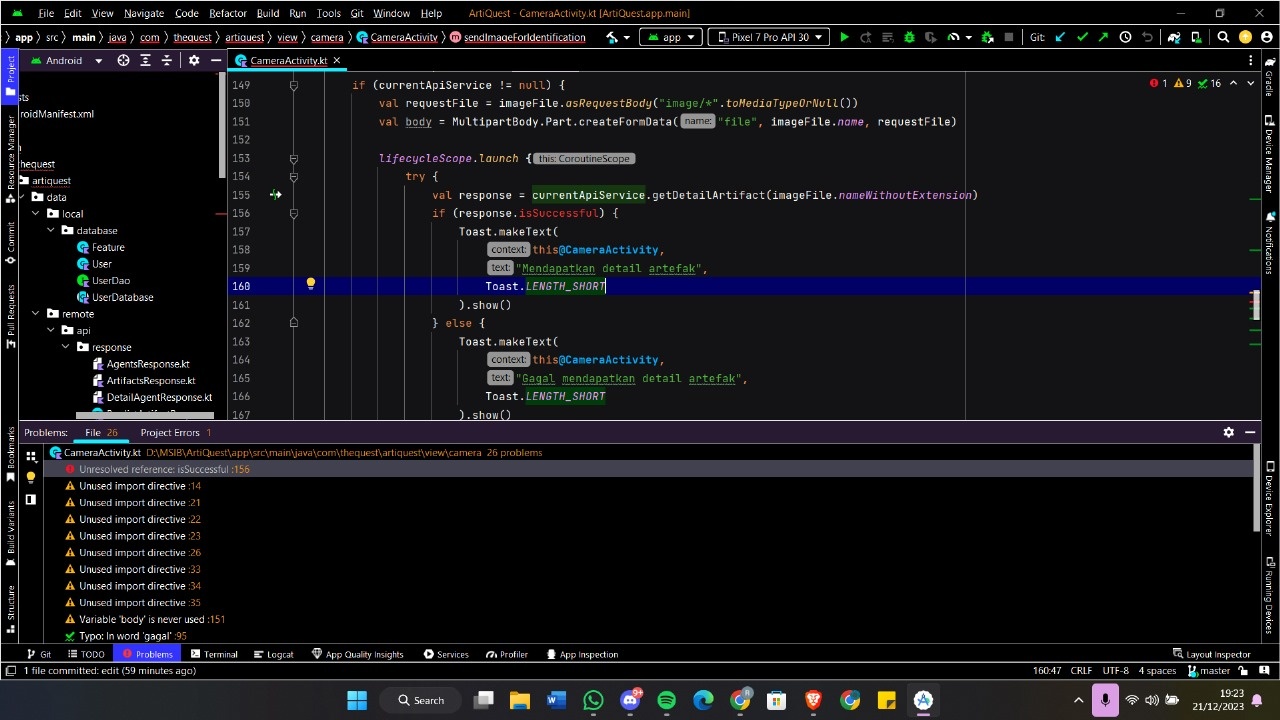 File Edit View Navigate Code Refactor Build Run Tools Git Window Help ArtiQuest - CameraActivity.kt [ArtiQuest.app.main]
app src main java com thequest artiquest view camera CameraActivity sendImageForIdentification app Pixel 7 Pro API 30 Git:
Android CameraActivity.kt
Project
Resource Manager
Commit
Pull Requests
Bookmarks
Build Variants
Structure
sts
roidManifest.xml
hequest
artiquest
data
local
database
Feature
User
UserDao
UserDatabase
remote
api
response
AgentsResponse.kt
ArtifactsResponse.kt
DetailAgentResponse.kt
1 9 16
149 if (currentApiService != null) {
150 val requestFile = imageFile.asRequestBody("image/*".toMediaTypeOrNull())
151 val body = MultipartBody.Part.createFormData( name: "file", imageFile.name, requestFile)
152
153 lifecycleScope.launch { this: CoroutineScope
154 try {
155 val response = currentApiService.getDetailArtifact(imageFile.nameWithoutExtension)
156 if (response.isSuccessful) {
157 Toast.makeText(
158 context: this@CameraActivity,
159 text: "Mendapatkan detail artefak",
160 Toast.LENGTH_SHORT
161 ).show()
162 } else {
163 Toast.makeText(
164 context: this@CameraActivity,
165 text: "Gagal mendapatkan detail artefak",
166 Toast.LENGTH_SHORT
167 ).show()
Gradle
Device Manager
Notifications
Device Explorer
Running Devices
Problems: File 26 Project Errors 1
CameraActivity.kt D:\MSIB\ArtiQuest\app\src\main\java\com\thequest\artiquest\view\camera 26 problems
Unresolved reference: isSuccessful :156
Unused import directive :14
Unused import directive :21
Unused import directive :22
Unused import directive :23
Unused import directive :26
Unused import directive :33
Unused import directive :34
Unused import directive :35
Variable 'body' is never used :151
Typo: In word 'gagal' :95
Git TODO Problems Terminal Logcat App Quality Insights Services Profiler App Inspection Layout Inspector
1 file committed: edit (59 minutes ago) 160:47 CRLF UTF-8 4 spaces master
Search 19:23
21/12/2023